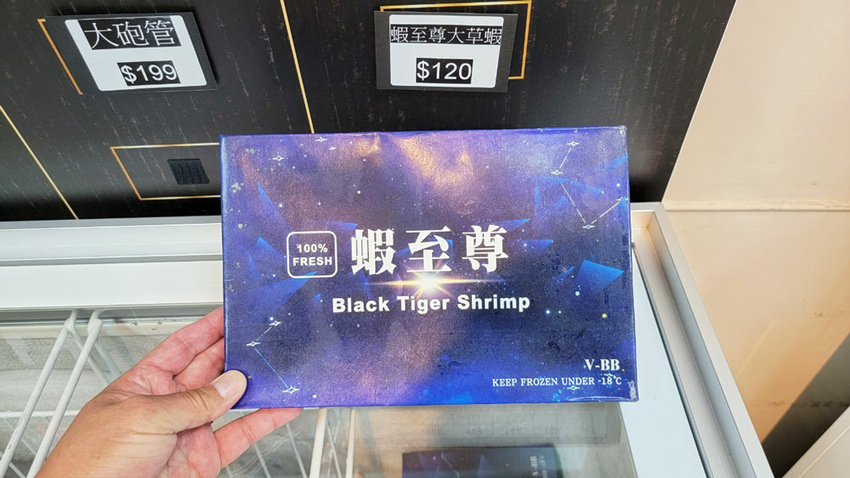 大砲管
$199
蝦至尊大草蝦
$120
100%
FRESH
蝦至尊
Black Tiger Shrimp
V-BB
KEEP FROZEN UNDER -18°C
V-BB